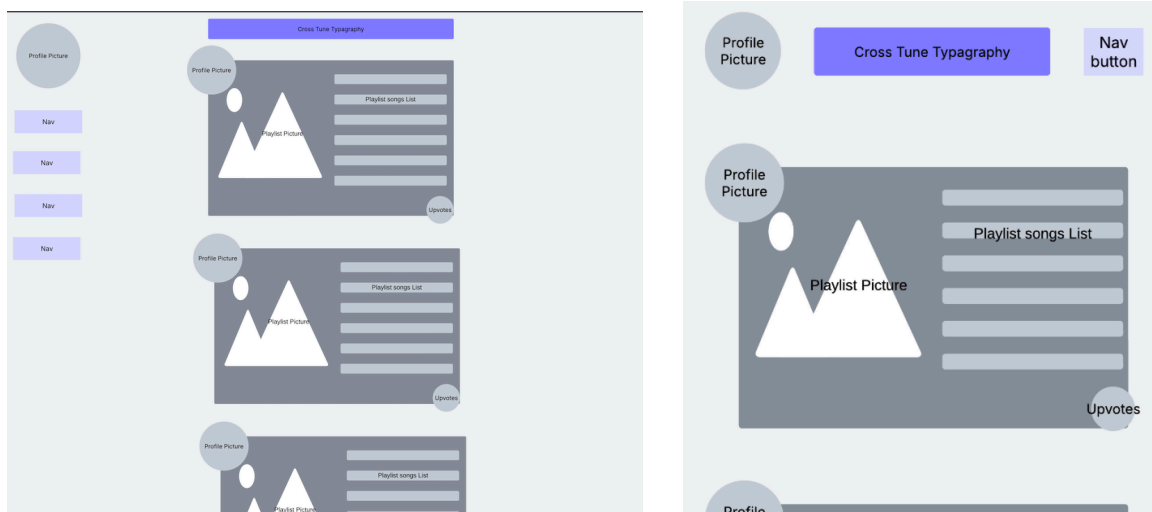 Cross Tune Typagraphy
Profile Picture
Profile Picture
Playlist songs List
Nav
Playlist Picture
Nav
Nav
Upvotes
Nav
Profile Picture
Playlist songs List
Playlist Picture
Upvotes
Profile Picture
Playlist songs List
Playlist Picture
Profile
Picture
Cross Tune Typagraphy
Nav
button
Profile
Picture
Playlist songs List
Playlist Picture
Upvotes
Profile